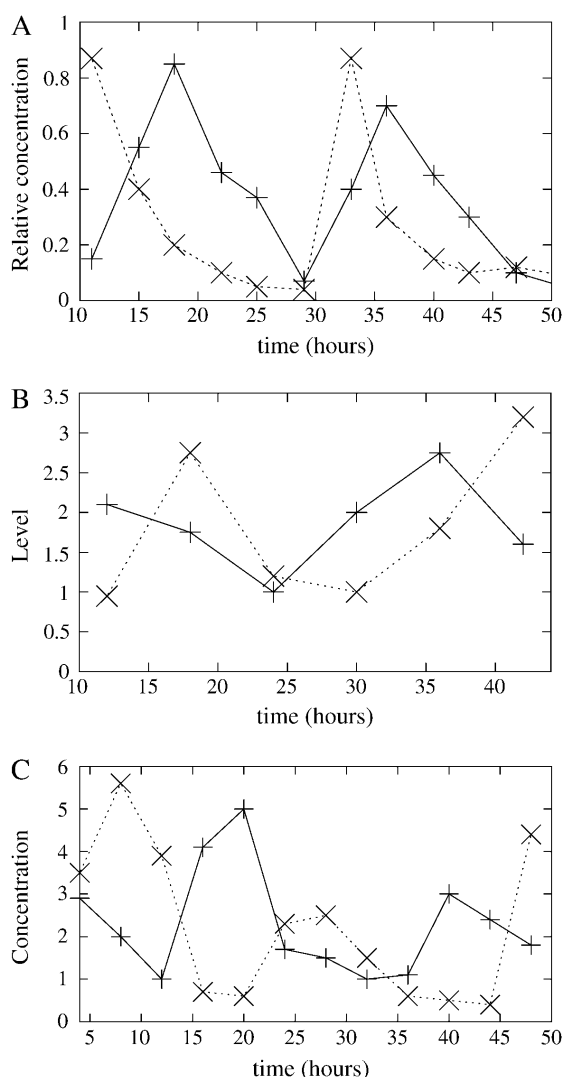 A
Relative concentration
1
0.8
0.6
0.4
0.2
0
10 15 20 25 30 35 40 45 50
time (hours)
B
Level
3.5
3
2.5
2
1.5
1
0.5
0
10 15 20 25 30 35 40
time (hours)
C
Concentration
6
5
4
3
2
1
0
5 10 15 20 25 30 35 40 45 50
time (hours)